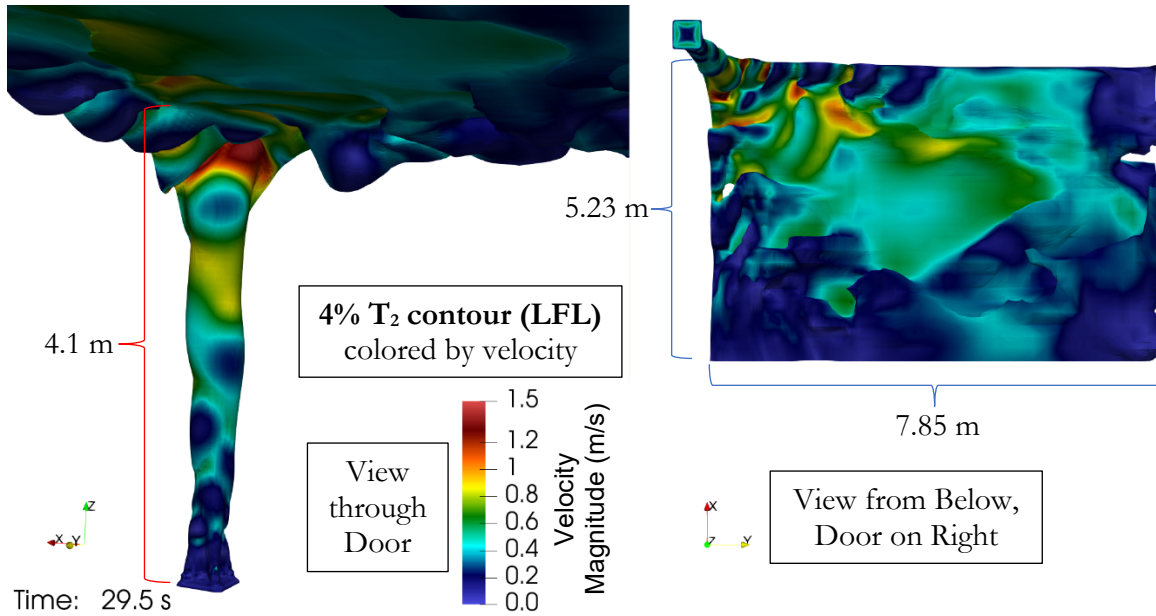 4.1 m
4% T₂ contour (LFL)
colored by velocity
View
through
Door
1.5
1.2
1
0.8
0.6
0.4
0.2
0.0
Velocity
Magnitude (m/s)
Z
X
Y
Time: 29.5 s
5.23 m
7.85 m
X
Z
Y
View from Below,
Door on Right